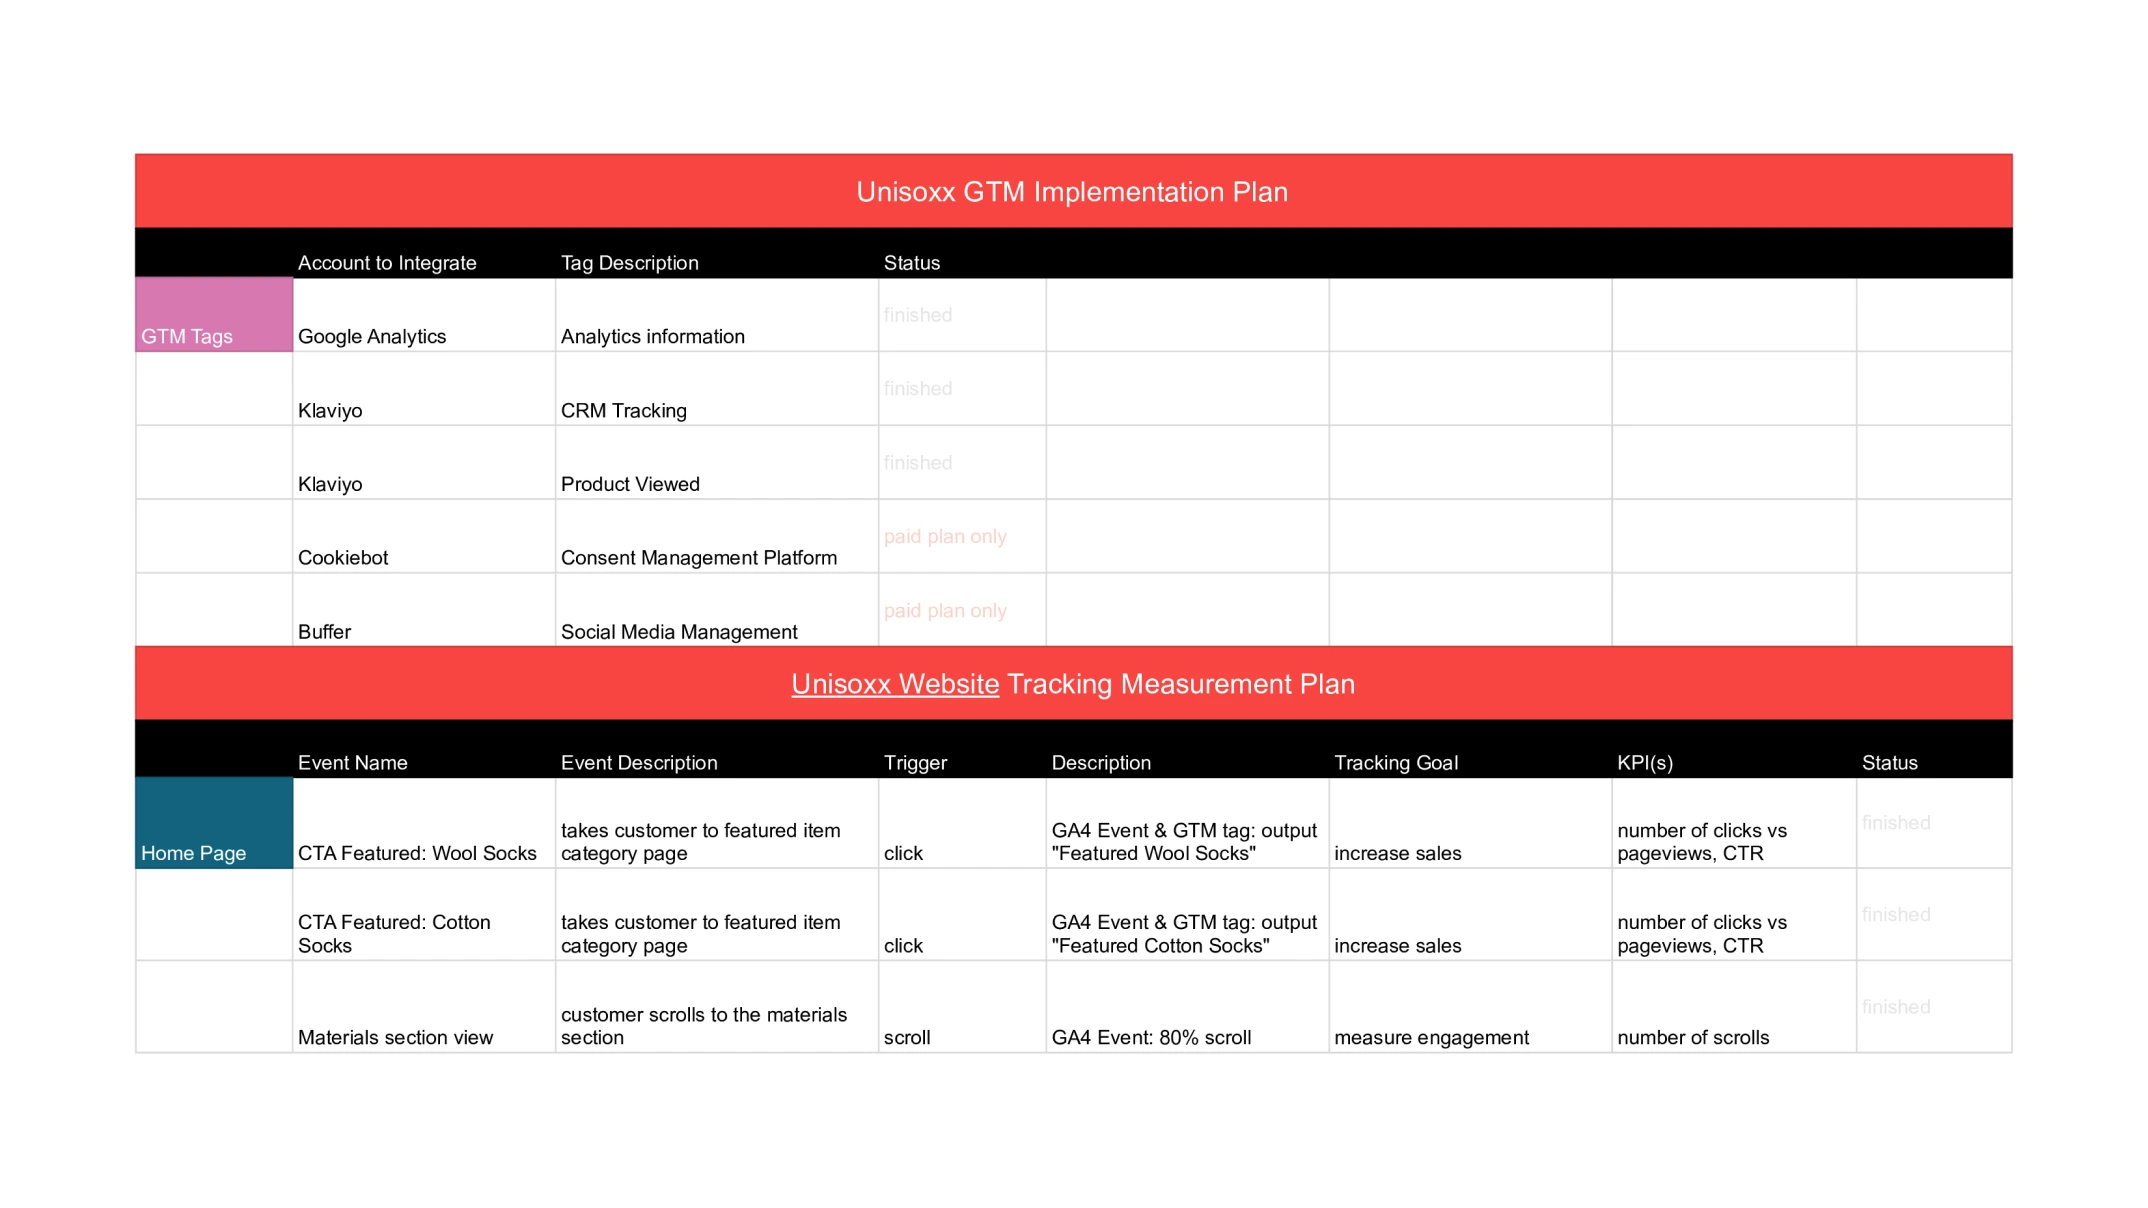 Unisoxx GTM Implementation Plan
Account to Integrate Tag Description Status
finished
GTM Tags Google Analytics Analytics information
finished
Klaviyo CRM Tracking
finished
Klaviyo Product Viewed
paid plan only
Cookiebot Consent Management Platform
paid plan only
Buffer Social Media Management
Unisoxx Website Tracking Measurement Plan
Event Name Event Description Trigger Description Tracking Goal KPI(s) Status
finished
takes customer to featured item GA4 Event & GTM tag: output number of clicks vs
Home Page CTA Featured: Wool Socks category page click "Featured Wool Socks" increase sales pageviews, CTR
finished
CTA Featured: Cotton takes customer to featured item GA4 Event & GTM tag: output number of clicks vs
Socks category page click "Featured Cotton Socks" increase sales pageviews, CTR
finished
customer scrolls to the materials
Materials section view section scroll GA4 Event: 80% scroll measure engagement number of scrolls